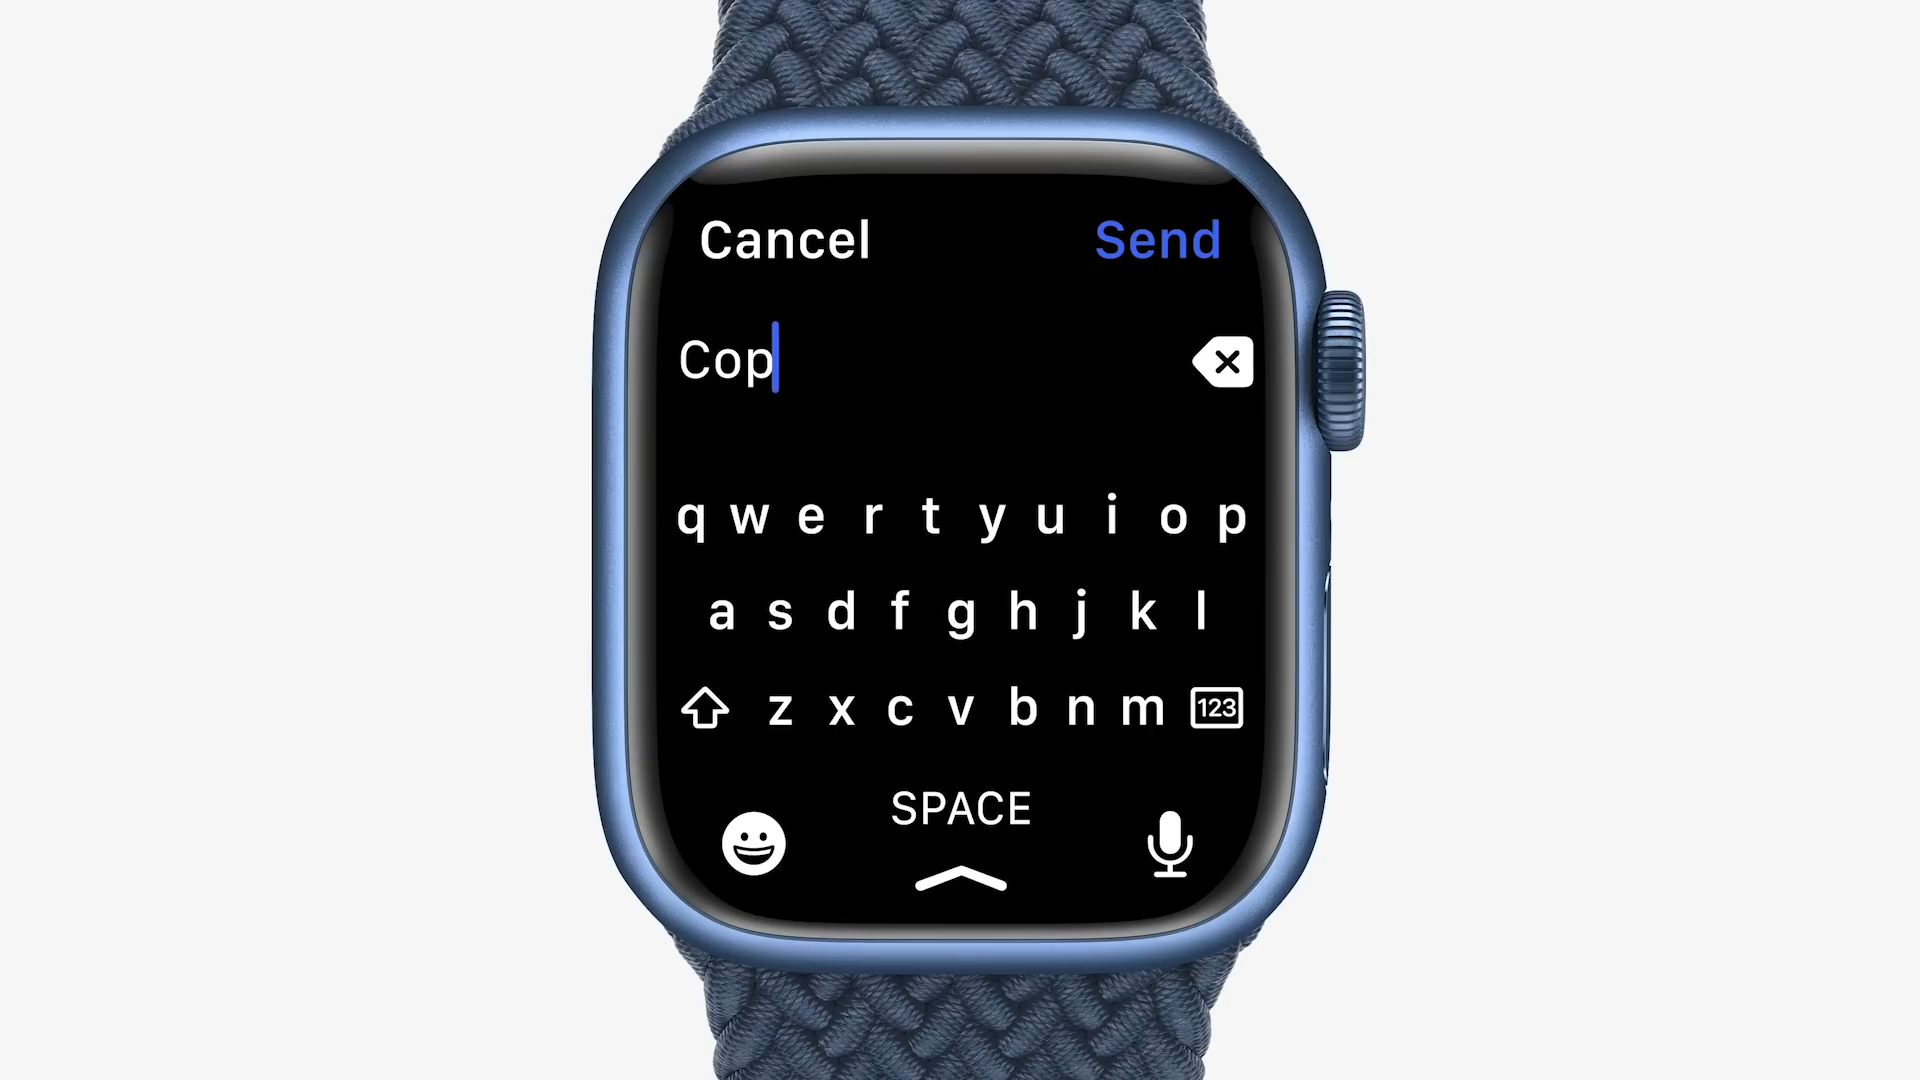 Cancel Send
Cop
q w e r t y u i o p
a s d f g h j k l
z x c v b n m 123
SPACE